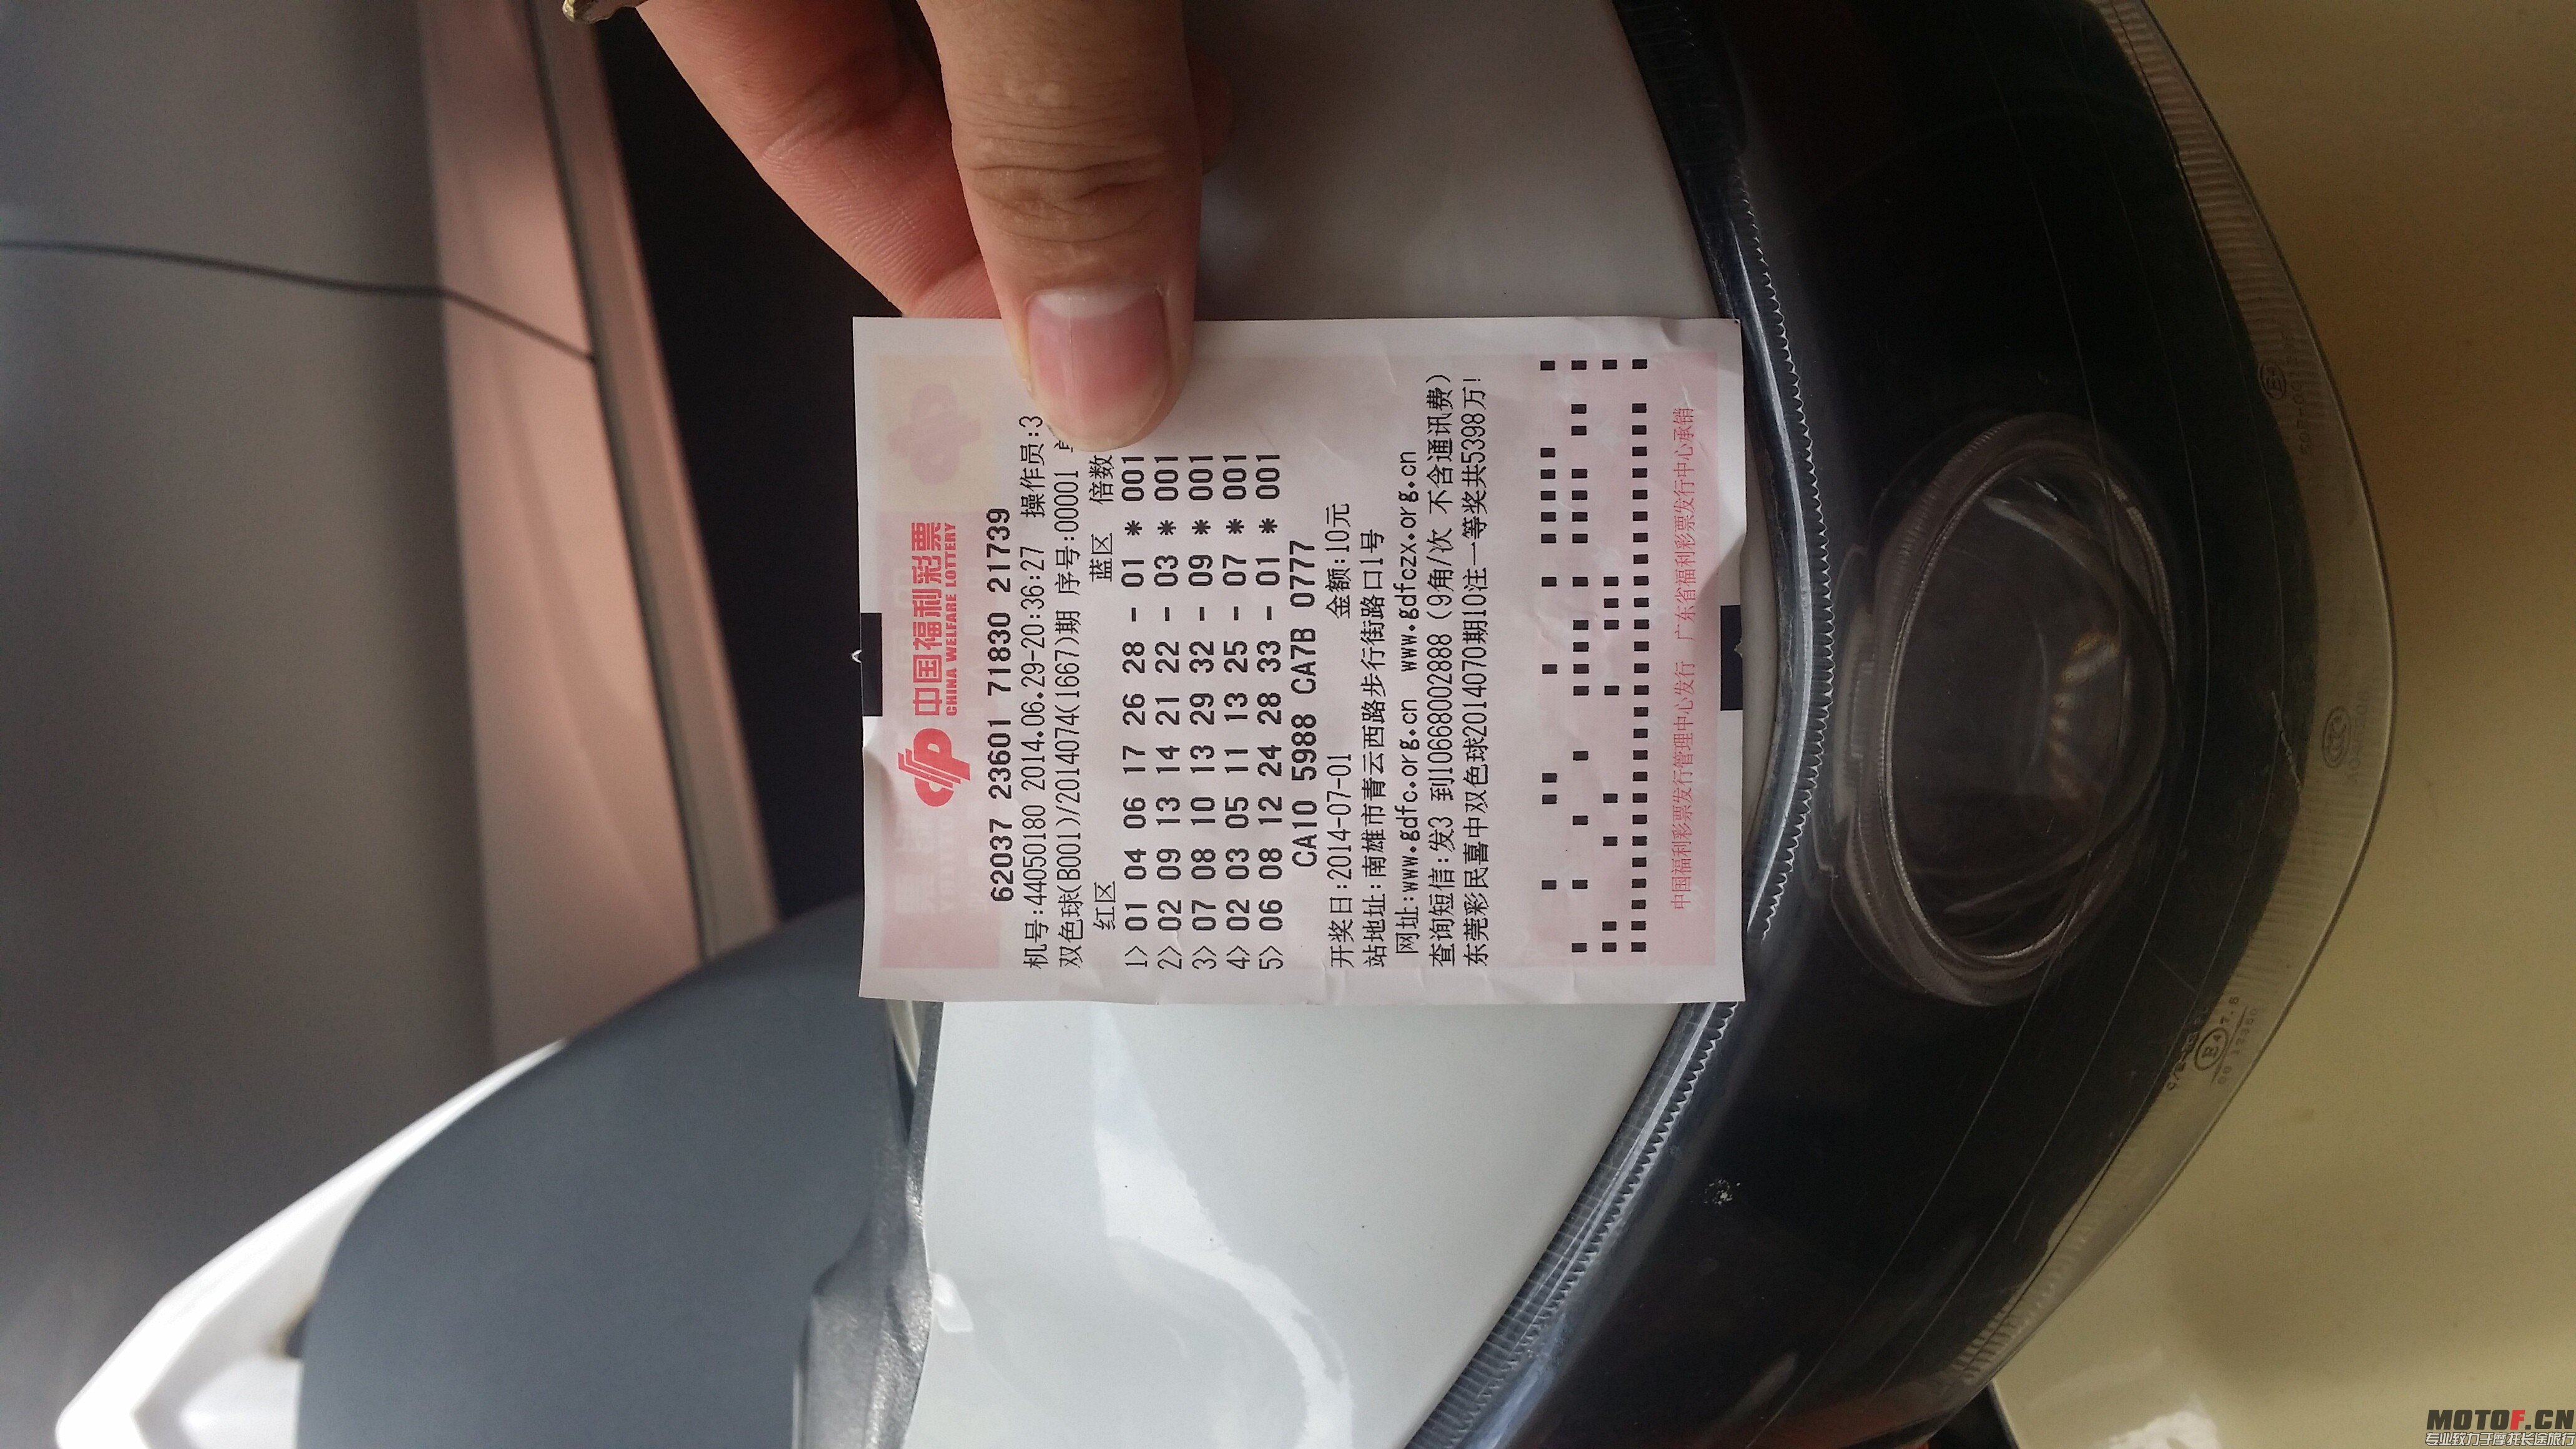 中国福利彩票
CHINA WELFARE LOTTERY
62037 23601 71830 21739
机号:44050180 2014.06.29-20:36:27 操作员:3
双色球(B001)/2014074(1667)期 序号:00001
红区 蓝区 倍数
1> 01 04 06 17 26 28 - 01 * 001
2> 02 09 13 14 21 22 - 03 * 001
3> 07 08 10 13 29 32 - 09 * 001
4> 02 03 05 11 13 25 - 07 * 001
5> 06 08 12 24 28 33 - 01 * 001
CA10 5988 CA7B 0777
开奖日:2014-07-01 金额:10元
站地址:南雄市青云西路步行街路口1号
网址:www.gdfc.org.cn www.gdfczx.org.cn
查询短信:发3 到106680002888 (9角/次 不含通讯费)
东莞彩民喜中双色球2014070期10注一等奖共5398万!
中国福利彩票发行管理中心发行 广东省福利彩票发行中心承销
MOTOF.CN
专业致力于摩托长途旅行